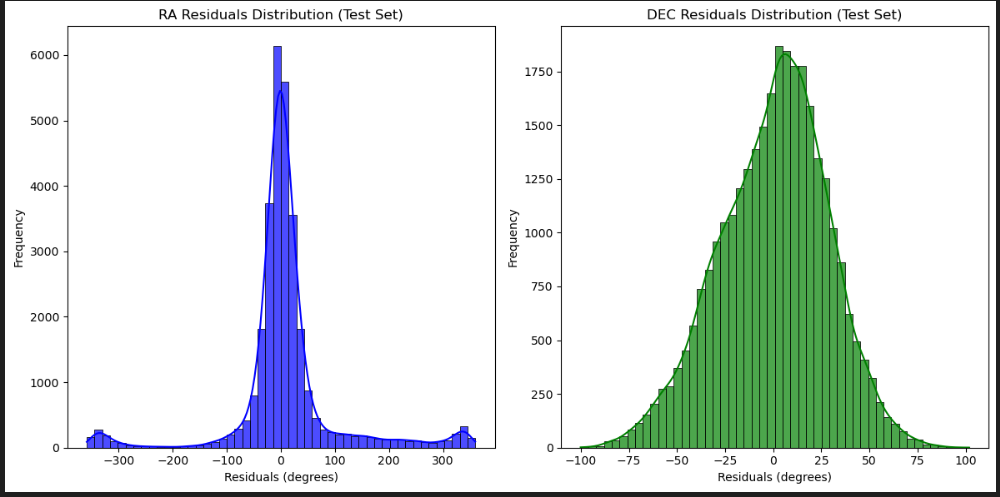 RA Residuals Distribution (Test Set)
6000
5000
4000
3000
2000
1000
0
Frequency
−300 −200 −100 0 100 200 300
Residuals (degrees)
DEC Residuals Distribution (Test Set)
1750
1500
1250
1000
750
500
250
0
Frequency
−100 −75 −50 −25 0 25 50 75 100
Residuals (degrees)